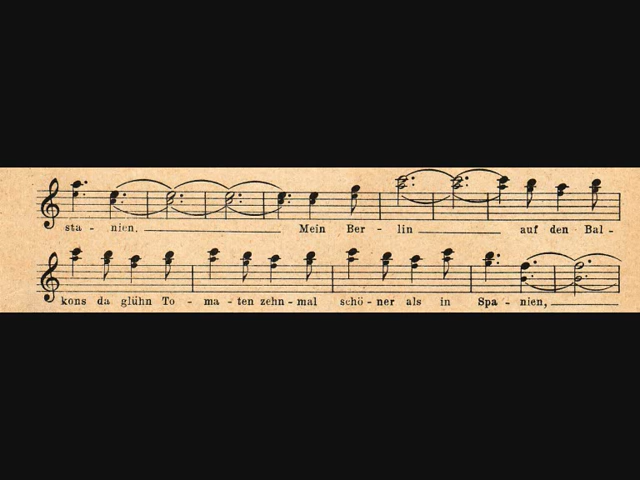 sta - nien. Mein Ber - lin auf den Bal -
kons da glühn To - ma - ten zehn - mal schö - ner als in Spa - nien,